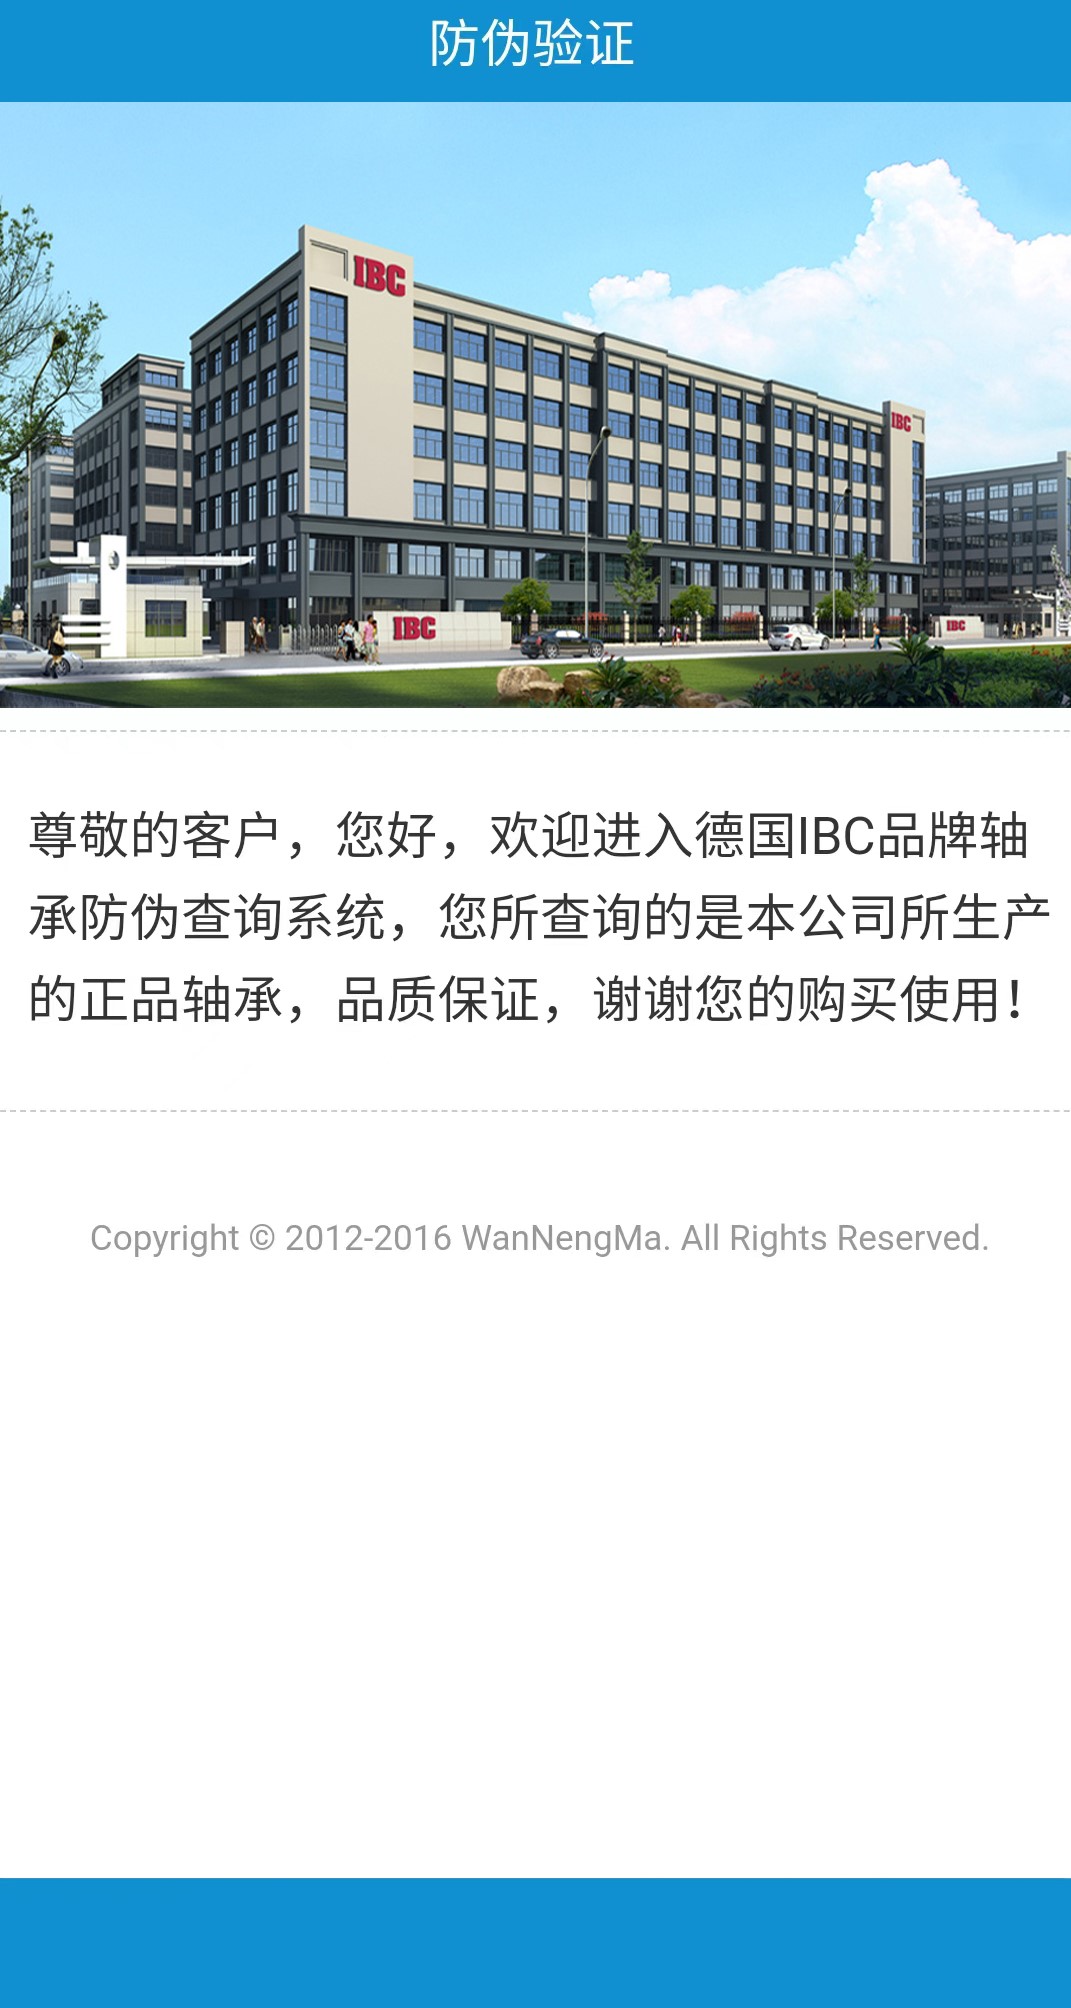 防伪验证
IBC
IBC
IBC
IBC
尊敬的客户，您好，欢迎进入德国IBC品牌轴
承防伪查询系统，您所查询的是本公司所生产
的正品轴承，品质保证，谢谢您的购买使用！
Copyright © 2012-2016 WanNengMa. All Rights Reserved.